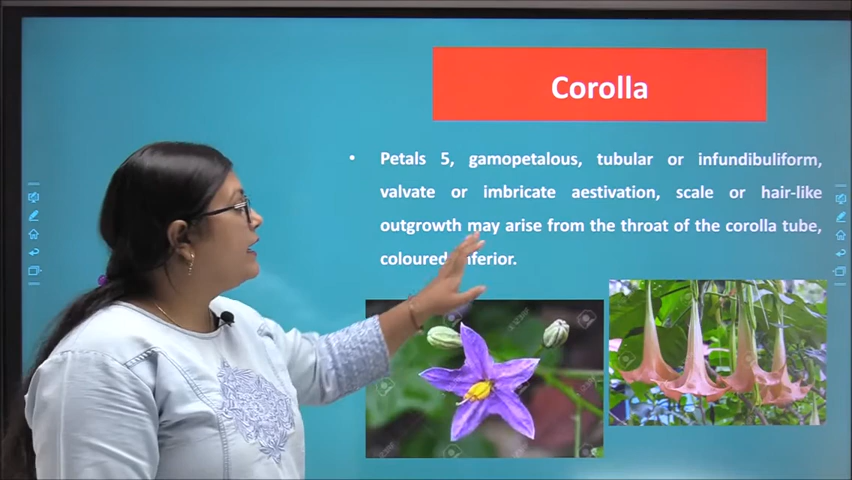 Corolla
• Petals 5, gamopetalous, tubular or infundibuliform,
valvate or imbricate aestivation, scale or hair-like
outgrowth may arise from the throat of the corolla tube,
coloured inferior.